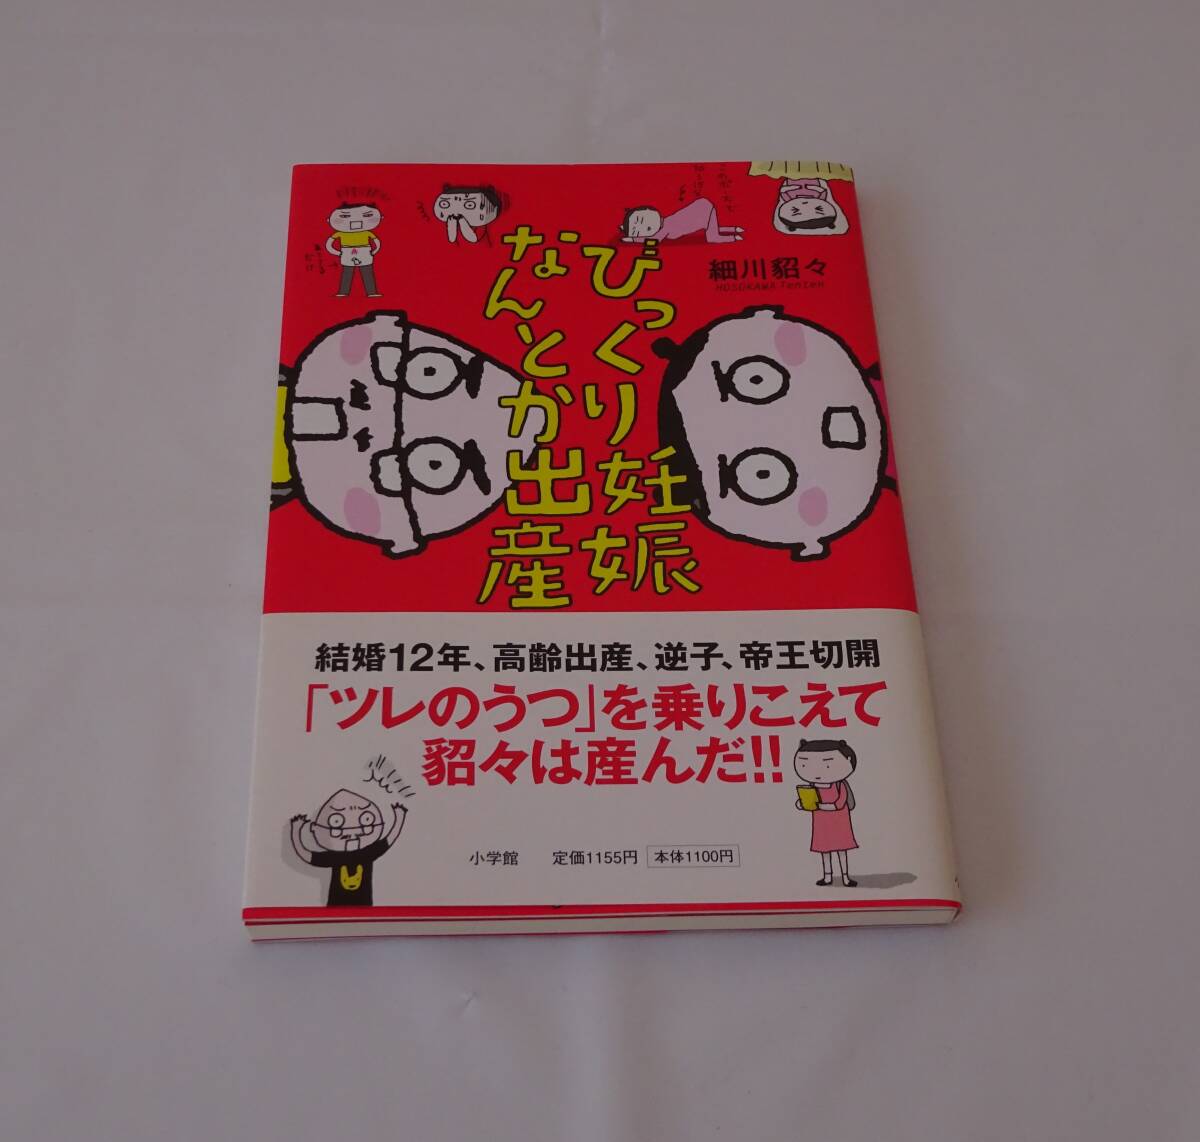 びっくり妊娠
なんとか出産
細川貂々
HOSOKAWA Tenten
結婚12年、高齢出産、逆子、帝王切開
「ツレのうつ」を乗りこえて
貂々は産んだ!!
小学館 定価1155円 本体1100円